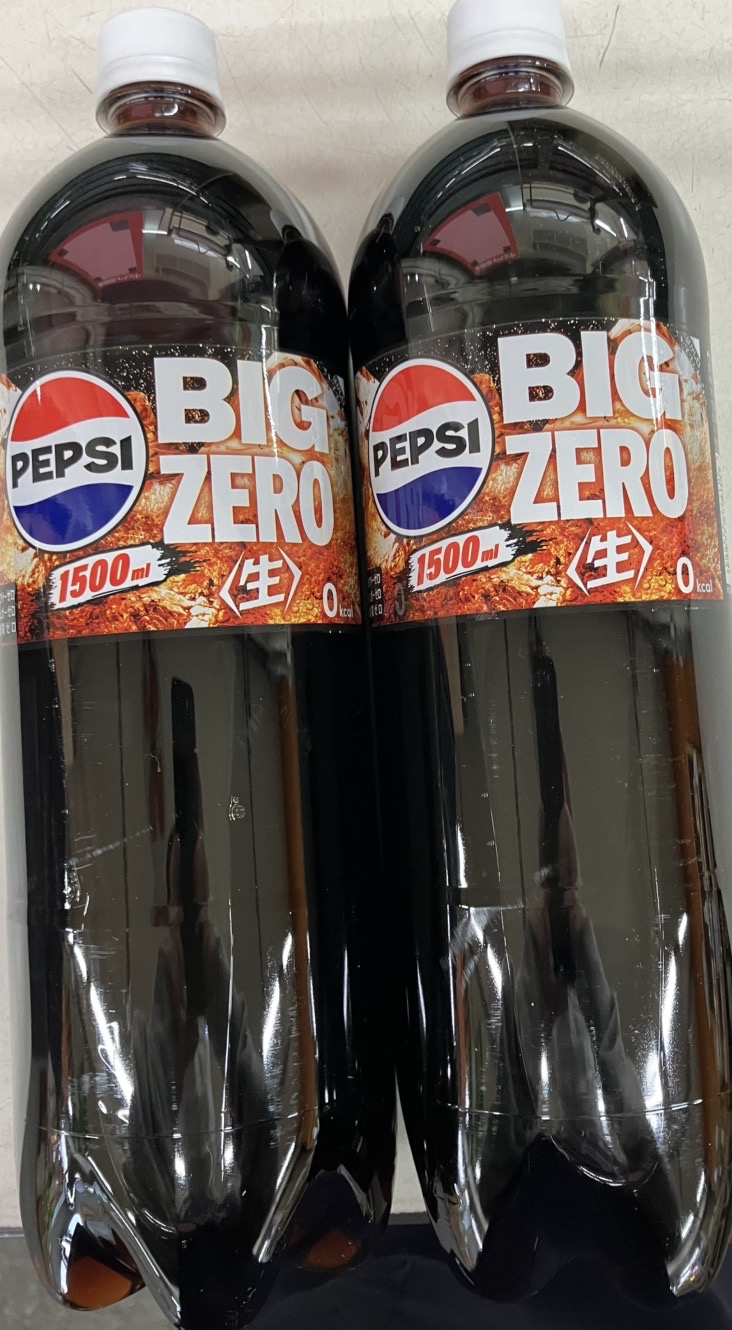 PEPSI
BIG
ZERO
1500ml
〈生〉
0kcal
PEPSI
BIG
ZERO
1500ml
〈生〉
0kcal